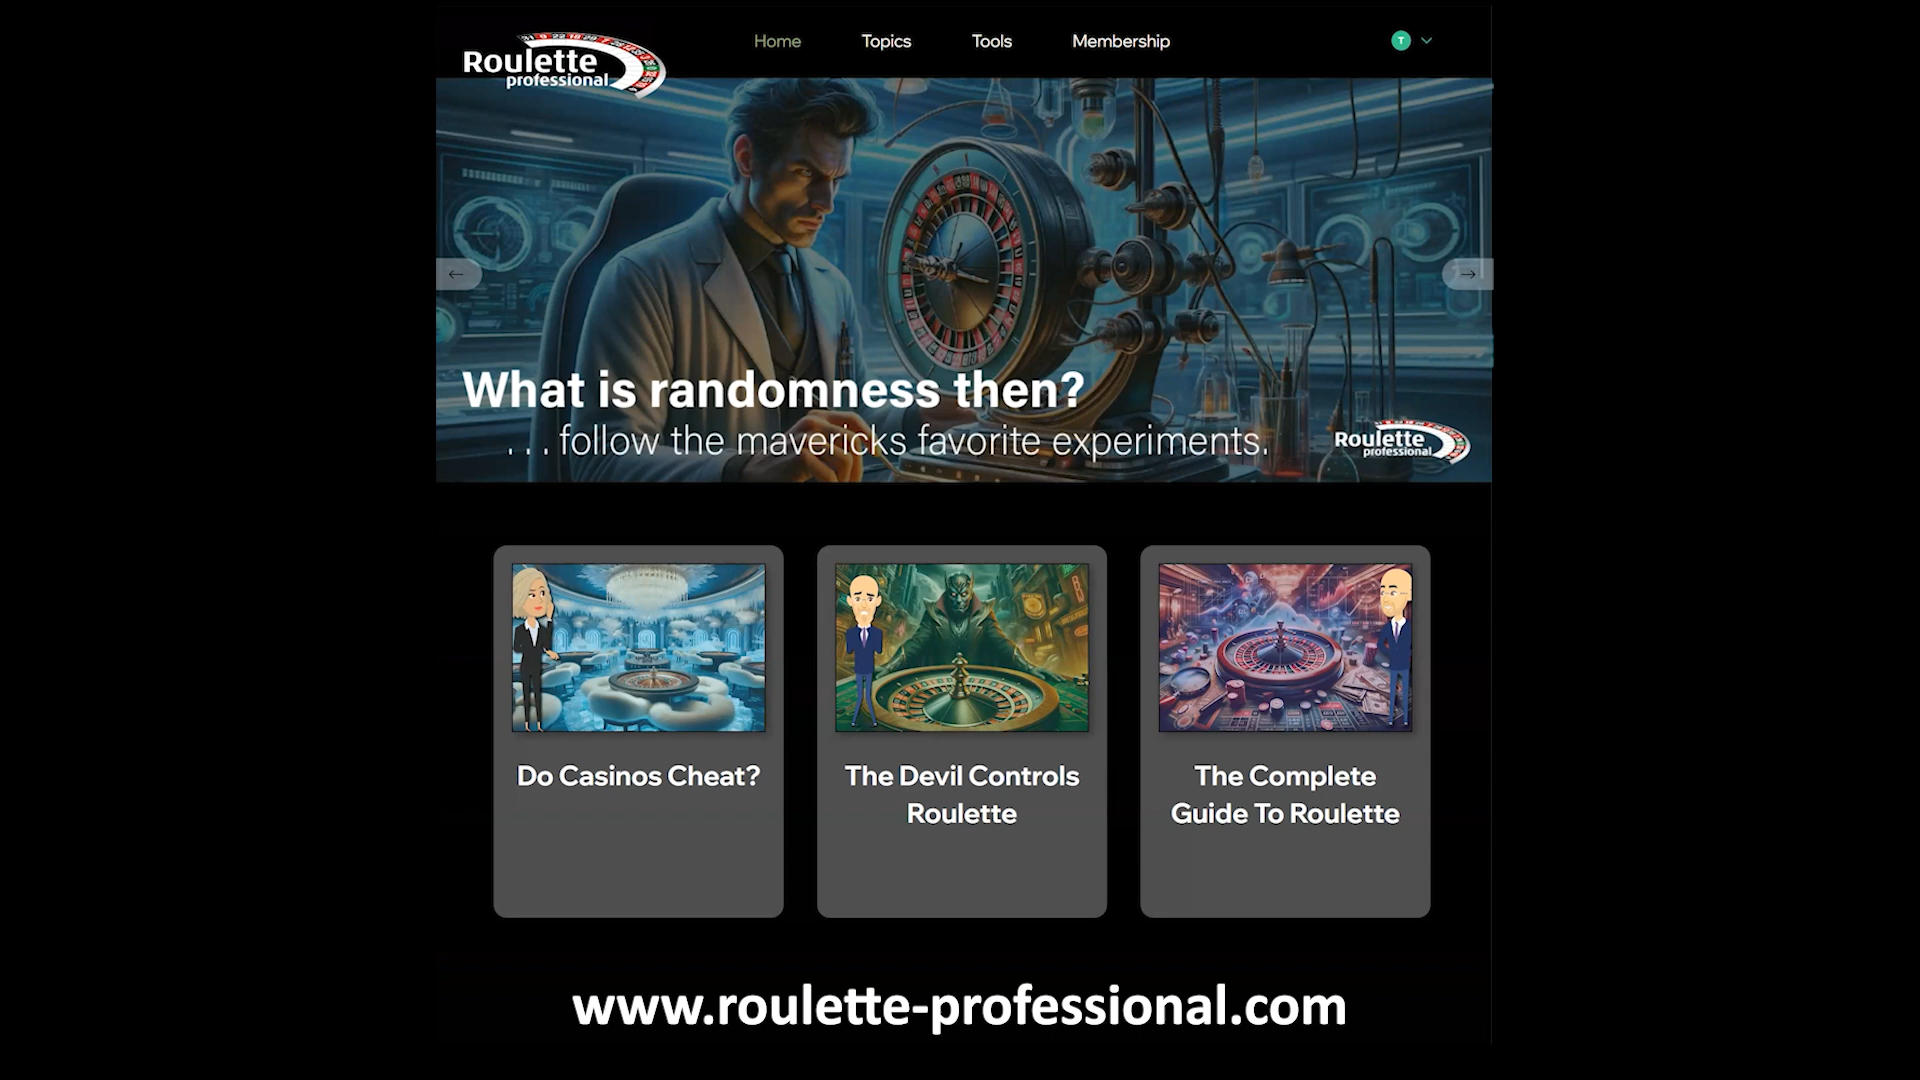 Roulette
professional
Home
Topics
Tools
Membership
T
What is randomness then?
. . . follow the mavericks favorite experiments.
Roulette
professional
Do Casinos Cheat?
The Devil Controls
Roulette
The Complete
Guide To Roulette
www.roulette-professional.com